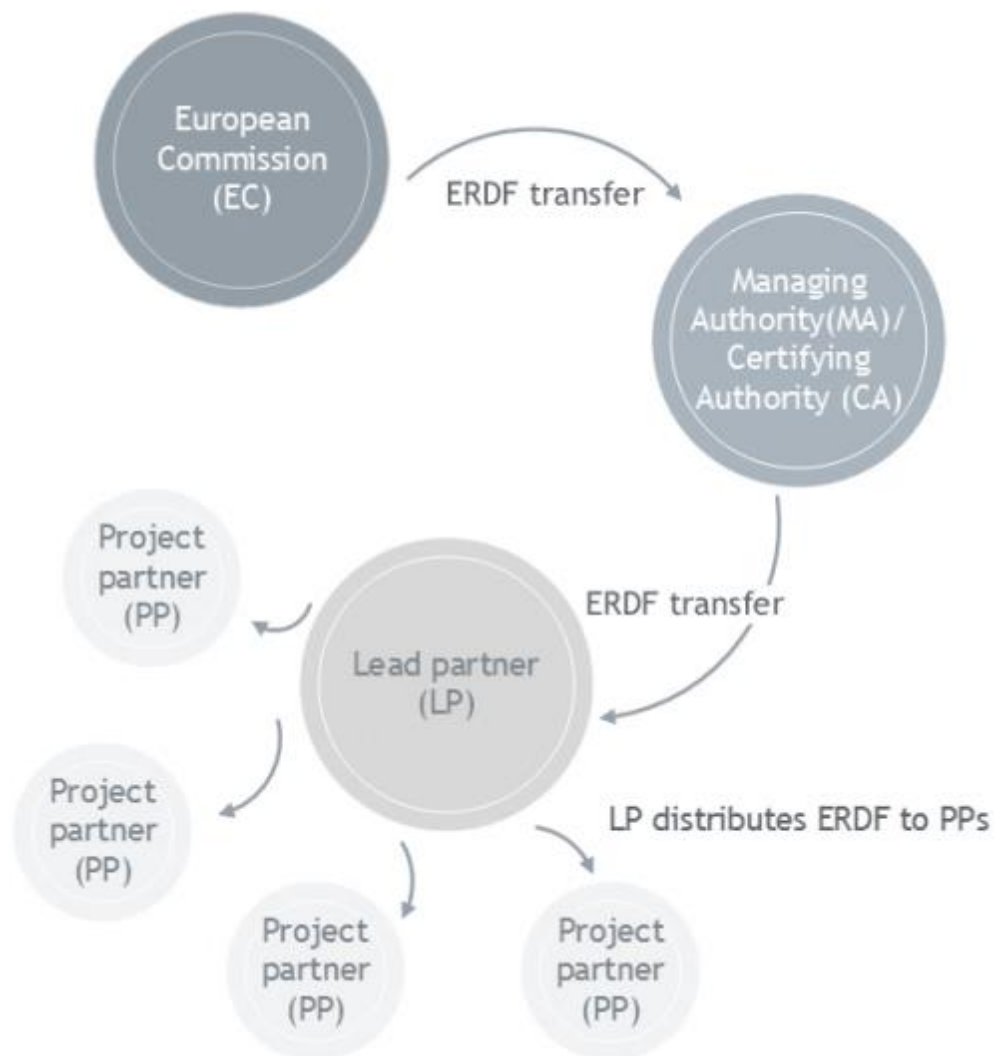 European
Commission
(EC)
ERDF transfer
Managing
Authority(MA)/
Certifying
Authority (CA)
ERDF transfer
Lead partner
(LP)
Project
partner
(PP)
Project
partner
(PP)
LP distributes ERDF to PPs
Project
partner
(PP)
Project
partner
(PP)